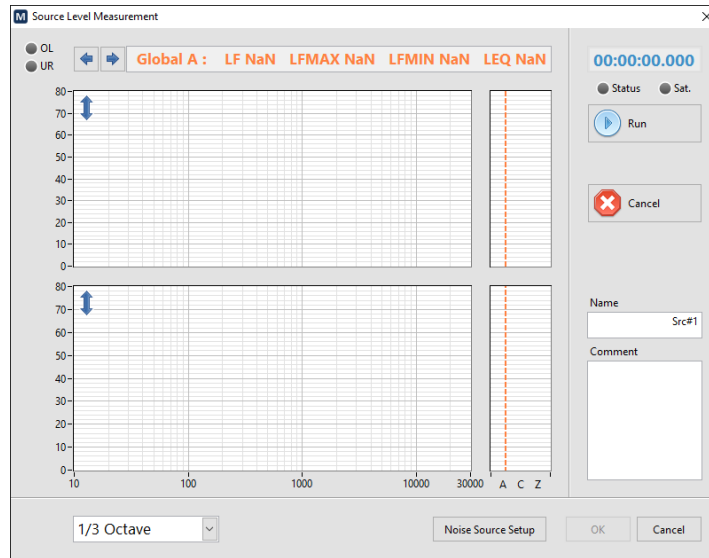 M Source Level Measurement
OL
UR
Global A : LF NaN LFMAX NaN LFMIN NaN LEQ NaN
00:00:00.000
Status Sat.
Run
Cancel
80
70
60
50
40
30
20
10
0
80
70
60
50
40
30
20
10
0
10 100 1000 10000 30000
A C Z
Name
Src#1
Comment
1/3 Octave
Noise Source Setup
OK
Cancel